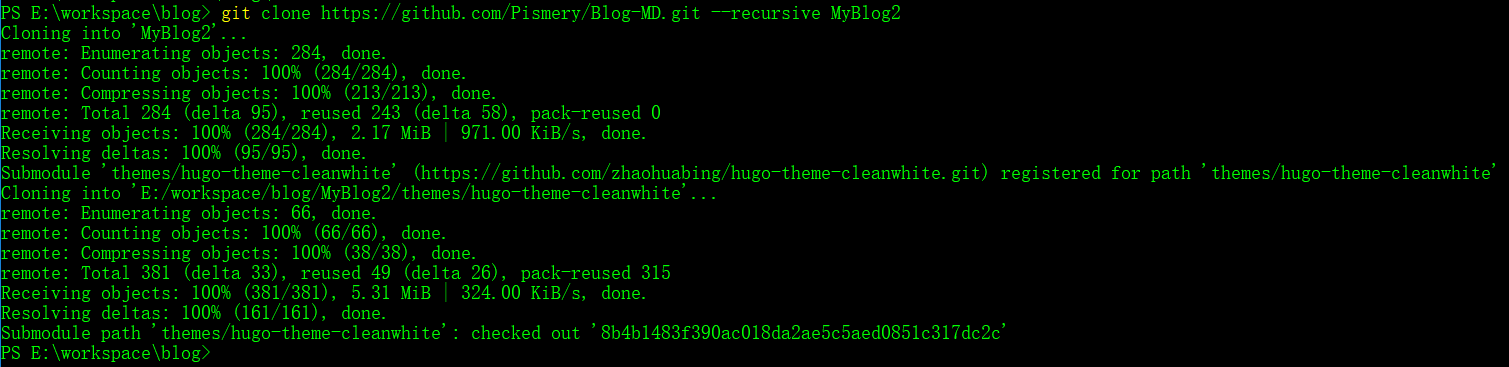 PS E:\workspace\blog> git clone https://github.com/Pismery/Blog-MD.git --recursive MyBlog2
Cloning into 'MyBlog2'...
remote: Enumerating objects: 284, done.
remote: Counting objects: 100% (284/284), done.
remote: Compressing objects: 100% (213/213), done.
remote: Total 284 (delta 95), reused 243 (delta 58), pack-reused 0
Receiving objects: 100% (284/284), 2.17 MiB | 971.00 KiB/s, done.
Resolving deltas: 100% (95/95), done.
Submodule 'themes/hugo-theme-cleanwhite' (https://github.com/zhaohuabing/hugo-theme-cleanwhite.git) registered for path 'themes/hugo-theme-cleanwhite'
Cloning into 'E:/workspace/blog/MyBlog2/themes/hugo-theme-cleanwhite'...
remote: Enumerating objects: 66, done.
remote: Counting objects: 100% (66/66), done.
remote: Compressing objects: 100% (38/38), done.
remote: Total 381 (delta 33), reused 49 (delta 26), pack-reused 315
Receiving objects: 100% (381/381), 5.31 MiB | 324.00 KiB/s, done.
Resolving deltas: 100% (161/161), done.
Submodule path 'themes/hugo-theme-cleanwhite': checked out '8b4b1483f390ac018da2ae5c5aed0851c317dc2c'
PS E:\workspace\blog>